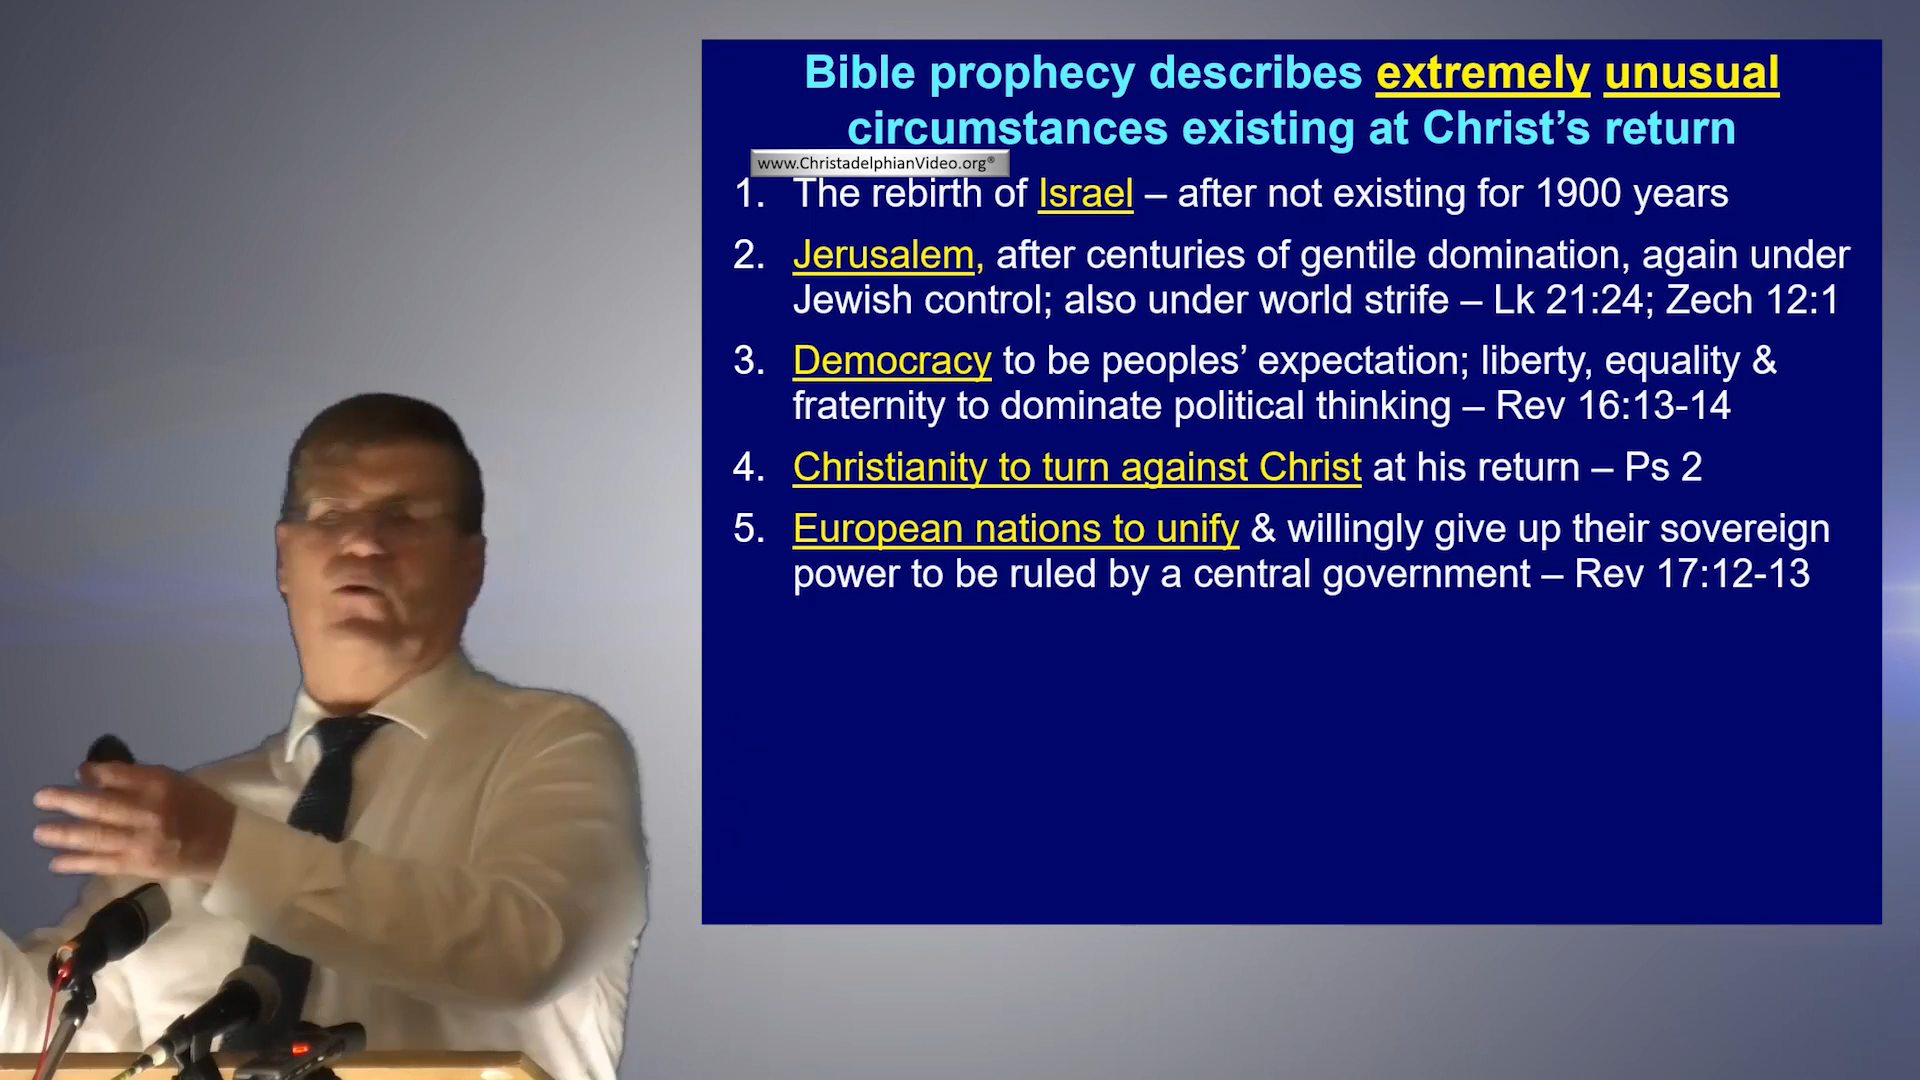 Bible prophecy describes extremely unusual
circumstances existing at Christ’s return
www.ChristadelphianVideo.org®
1. The rebirth of Israel – after not existing for 1900 years
2. Jerusalem, after centuries of gentile domination, again under
Jewish control; also under world strife – Lk 21:24; Zech 12:1
3. Democracy to be peoples’ expectation; liberty, equality &
fraternity to dominate political thinking – Rev 16:13-14
4. Christianity to turn against Christ at his return – Ps 2
5. European nations to unify & willingly give up their sovereign
power to be ruled by a central government – Rev 17:12-13